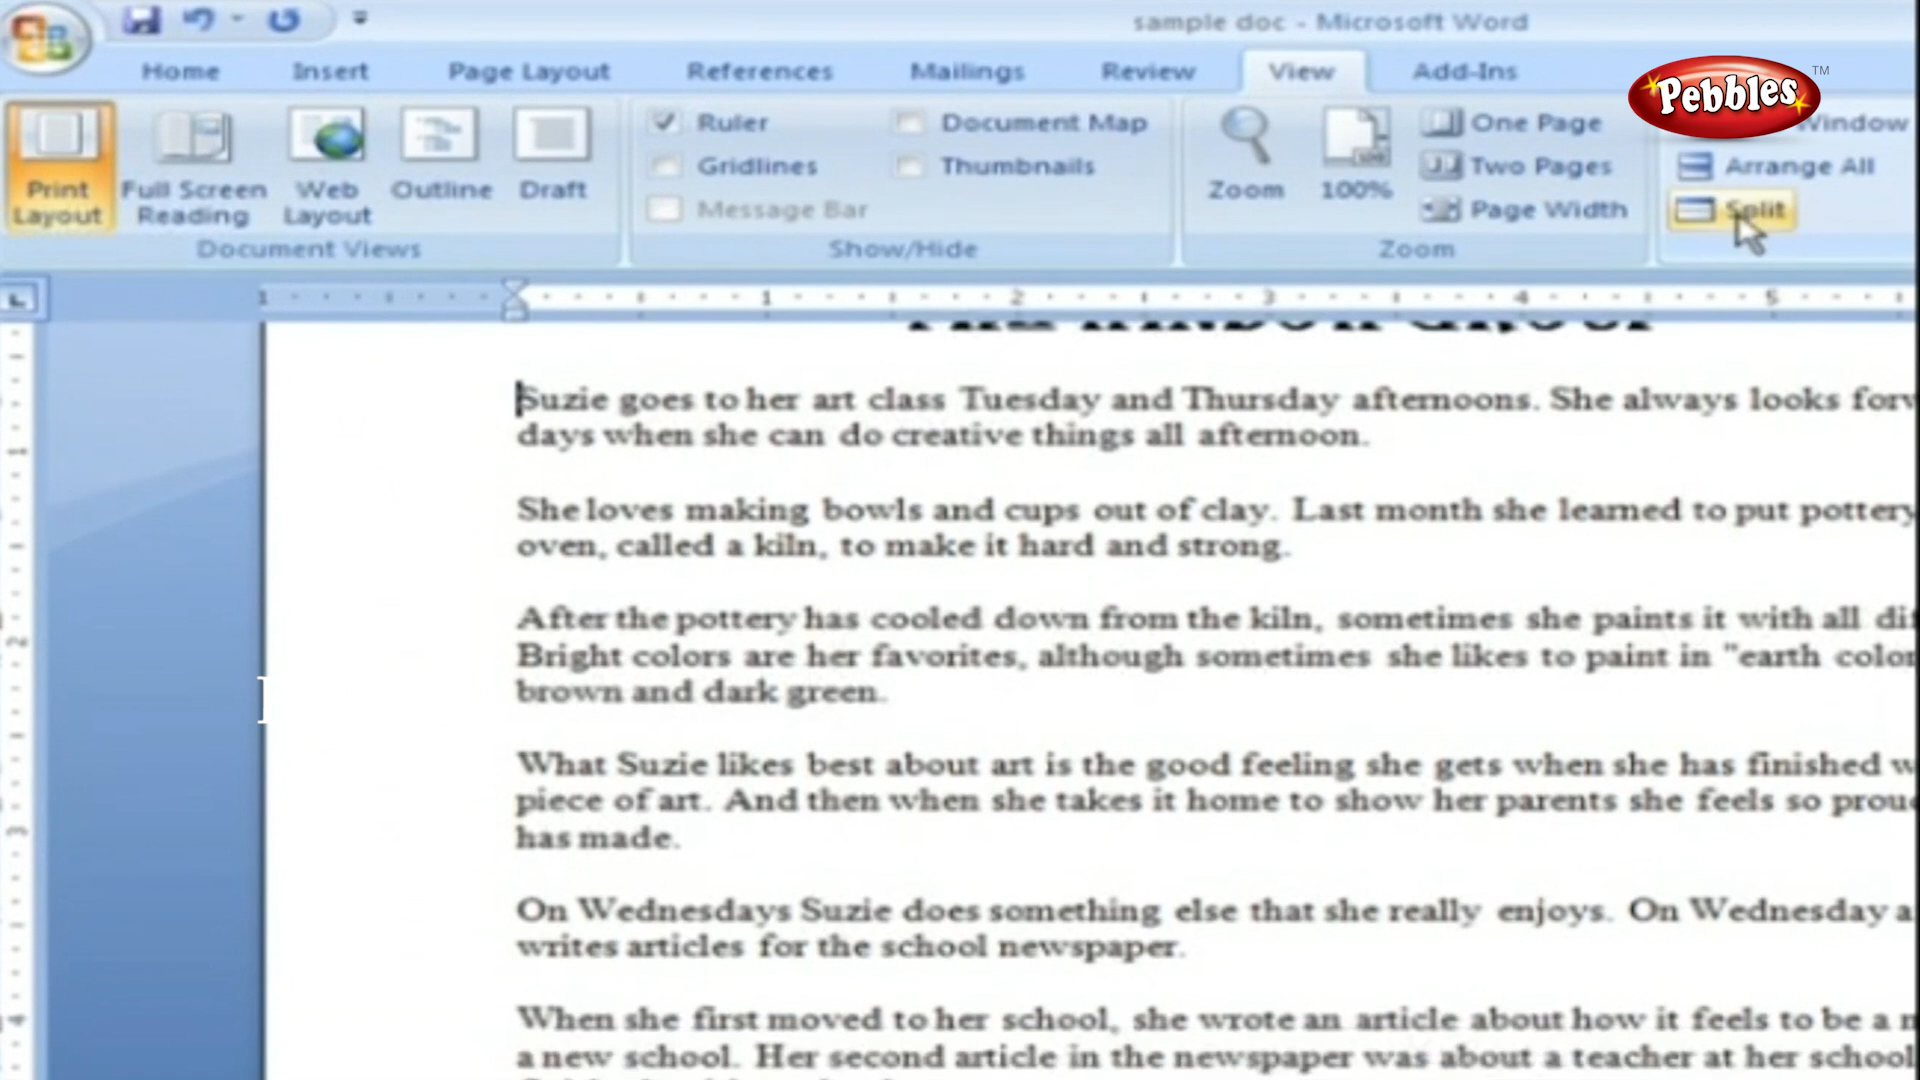 sample doc - Microsoft Word
Home Insert Page Layout References Mailings Review View Add-Ins
Pebbles TM
Print Layout
Full Screen Reading
Web Layout
Outline
Draft
Document Views
Ruler
Gridlines
Message Bar
Document Map
Thumbnails
Show/Hide
Zoom
100%
One Page
Two Pages
Page Width
Zoom
Window
Arrange All
Split
1 1 2 3 4 5
Suzie goes to her art class Tuesday and Thursday afternoons. She always looks
days when she can do creative things all afternoon.
She loves making bowls and cups out of clay. Last month she learned to put pottery
oven, called a kiln, to make it hard and strong.
After the pottery has cooled down from the kiln, sometimes she paints it with all
Bright colors are her favorites, although sometimes she likes to paint in "earth
brown and dark green.
What Suzie likes best about art is the good feeling she gets when she has finished
piece of art. And then when she takes it home to show her parents she feels so
has made.
On Wednesdays Suzie does something else that she really enjoys. On Wednesday
writes articles for the school newspaper.
When she first moved to her school, she wrote an article about how it feels to be a
a new school. Her second article in the newspaper was about a teacher at her school
1
2
3
4